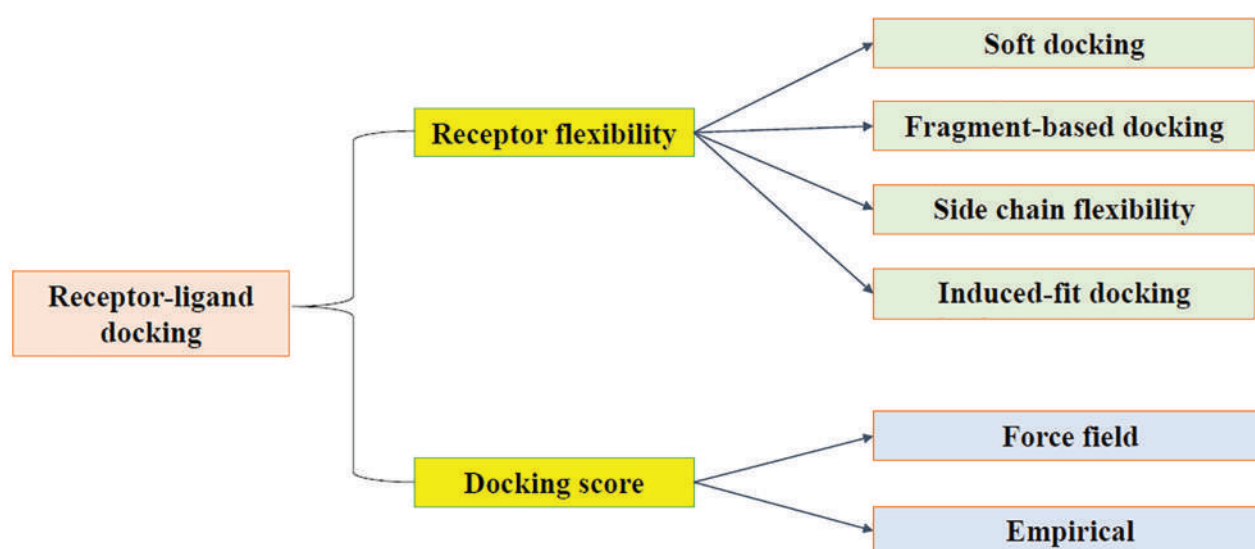 Receptor-ligand
docking
Receptor flexibility
Soft docking
Fragment-based docking
Side chain flexibility
Induced-fit docking
Docking score
Force field
Empirical